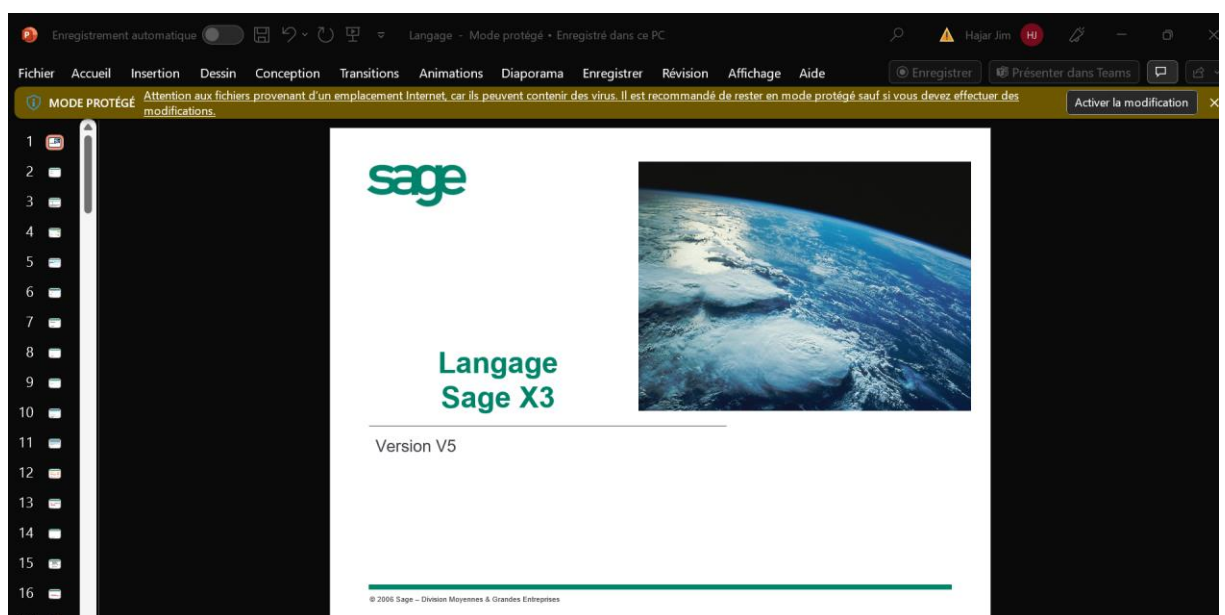 Enregistrement automatique
Langage - Mode protégé • Enregistré dans ce PC
Hajar Jim
HJ
Fichier Accueil Insertion Dessin Conception Transitions Animations Diaporama Enregistrer Révision Affichage Aide
Enregistrer
Présenter dans Teams
MODE PROTÉGÉ
Attention aux fichiers provenant d'un emplacement Internet, car ils peuvent contenir des virus. Il est recommandé de rester en mode protégé sauf si vous devez effectuer des
modifications.
Activer la modification
1
2
3
4
5
6
7
8
9
10
11
12
13
14
15
16
sage
Langage
Sage X3
Version V5
© 2006 Sage – Division Moyennes & Grandes Entreprises